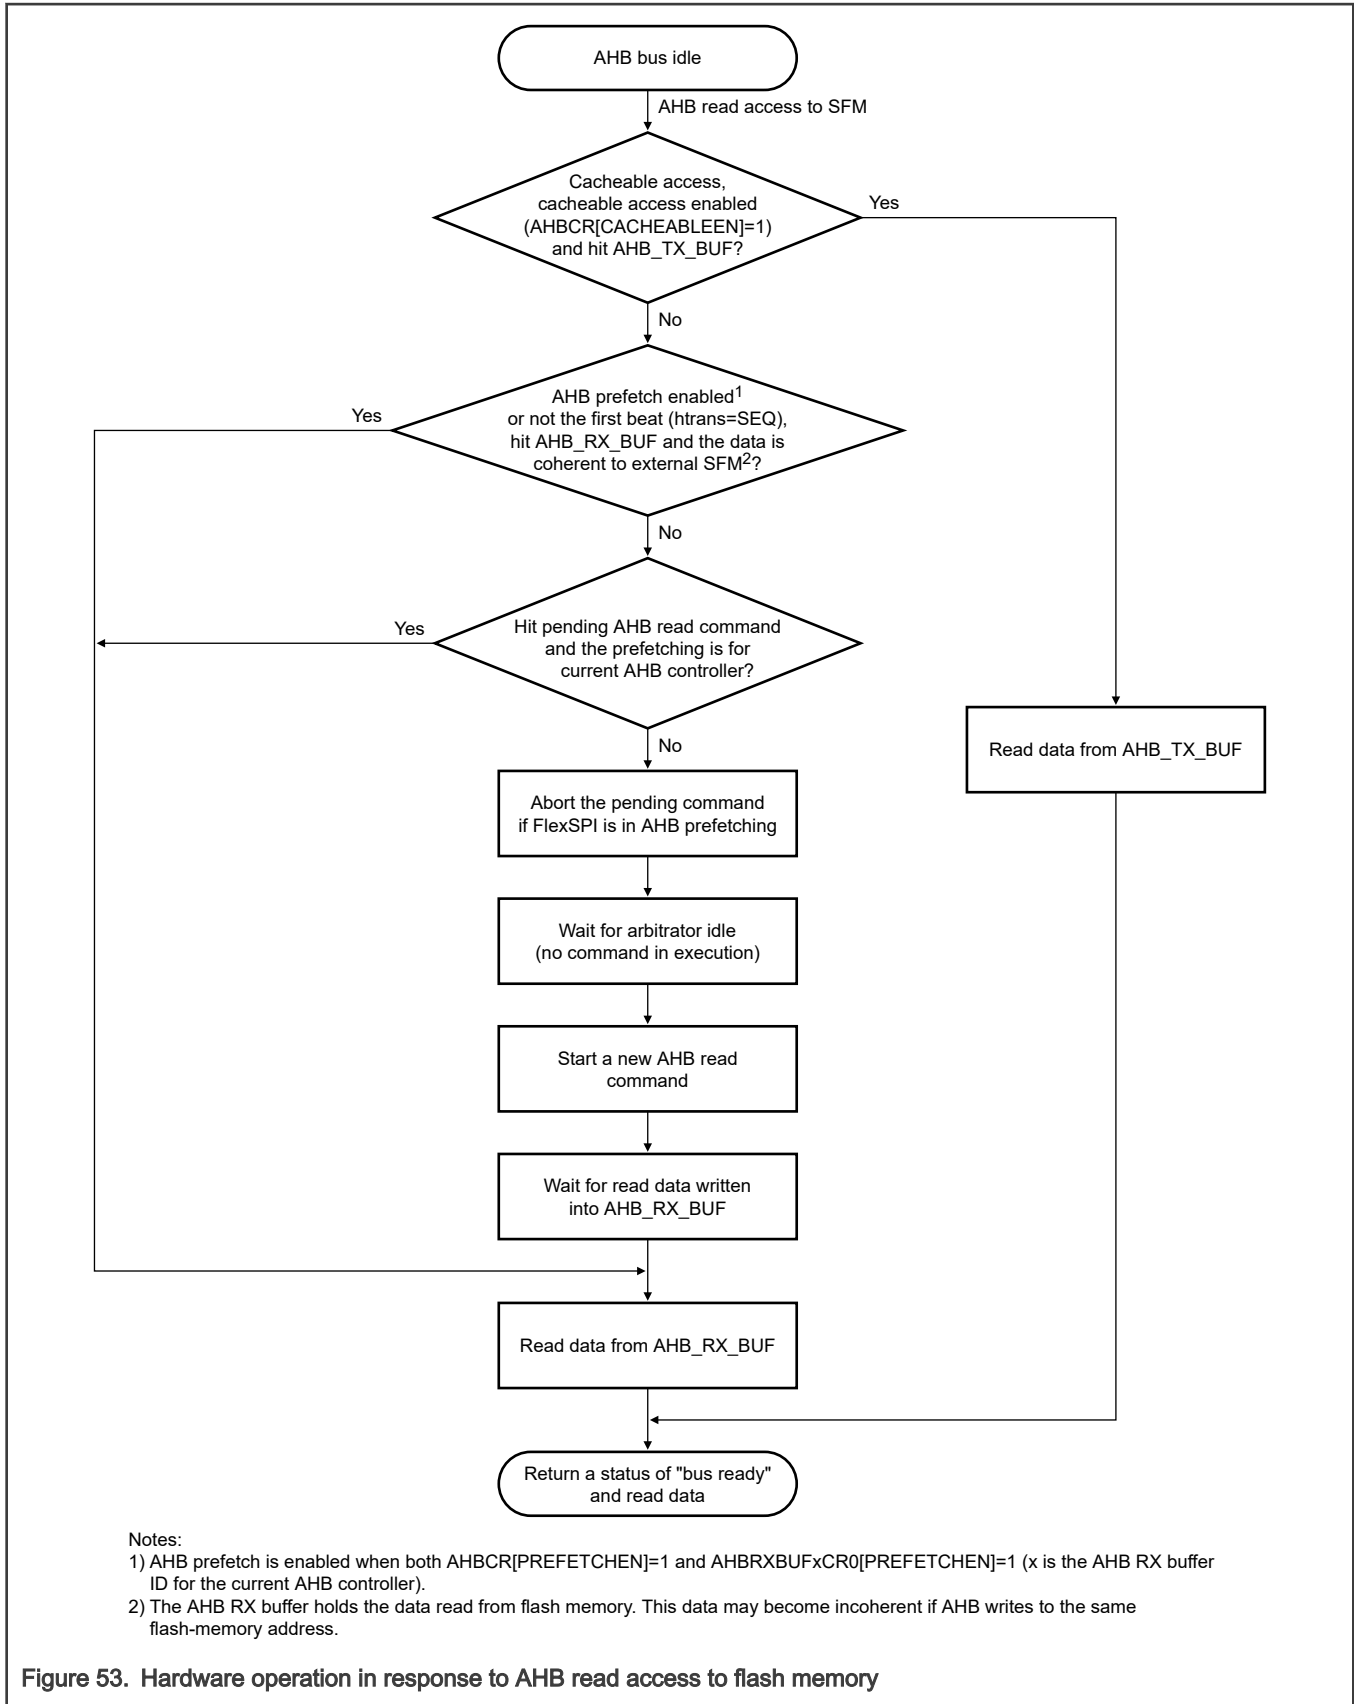 AHB bus idle
AHB read access to SFM
Cacheable access,
cacheable access enabled
(AHBCR[CACHEABLEEN]=1)
and hit AHB_TX_BUF?
Yes
No
AHB prefetch enabled1
or not the first beat (htrans=SEQ),
hit AHB_RX_BUF and the data is
coherent to external SFM2?
Yes
No
Hit pending AHB read command
and the prefetching is for
current AHB controller?
Yes
No
Read data from AHB_TX_BUF
Abort the pending command
if FlexSPI is in AHB prefetching
Wait for arbitrator idle
(no command in execution)
Start a new AHB read
command
Wait for read data written
into AHB_RX_BUF
Read data from AHB_RX_BUF
Return a status of "bus ready"
and read data
Notes:
1) AHB prefetch is enabled when both AHBCR[PREFETCHEN]=1 and AHBRXBUFxCR0[PREFETCHEN]=1 (x is the AHB RX buffer
ID for the current AHB controller).
2) The AHB RX buffer holds the data read from flash memory. This data may become incoherent if AHB writes to the same
flash-memory address.
Figure 53. Hardware operation in response to AHB read access to flash memory